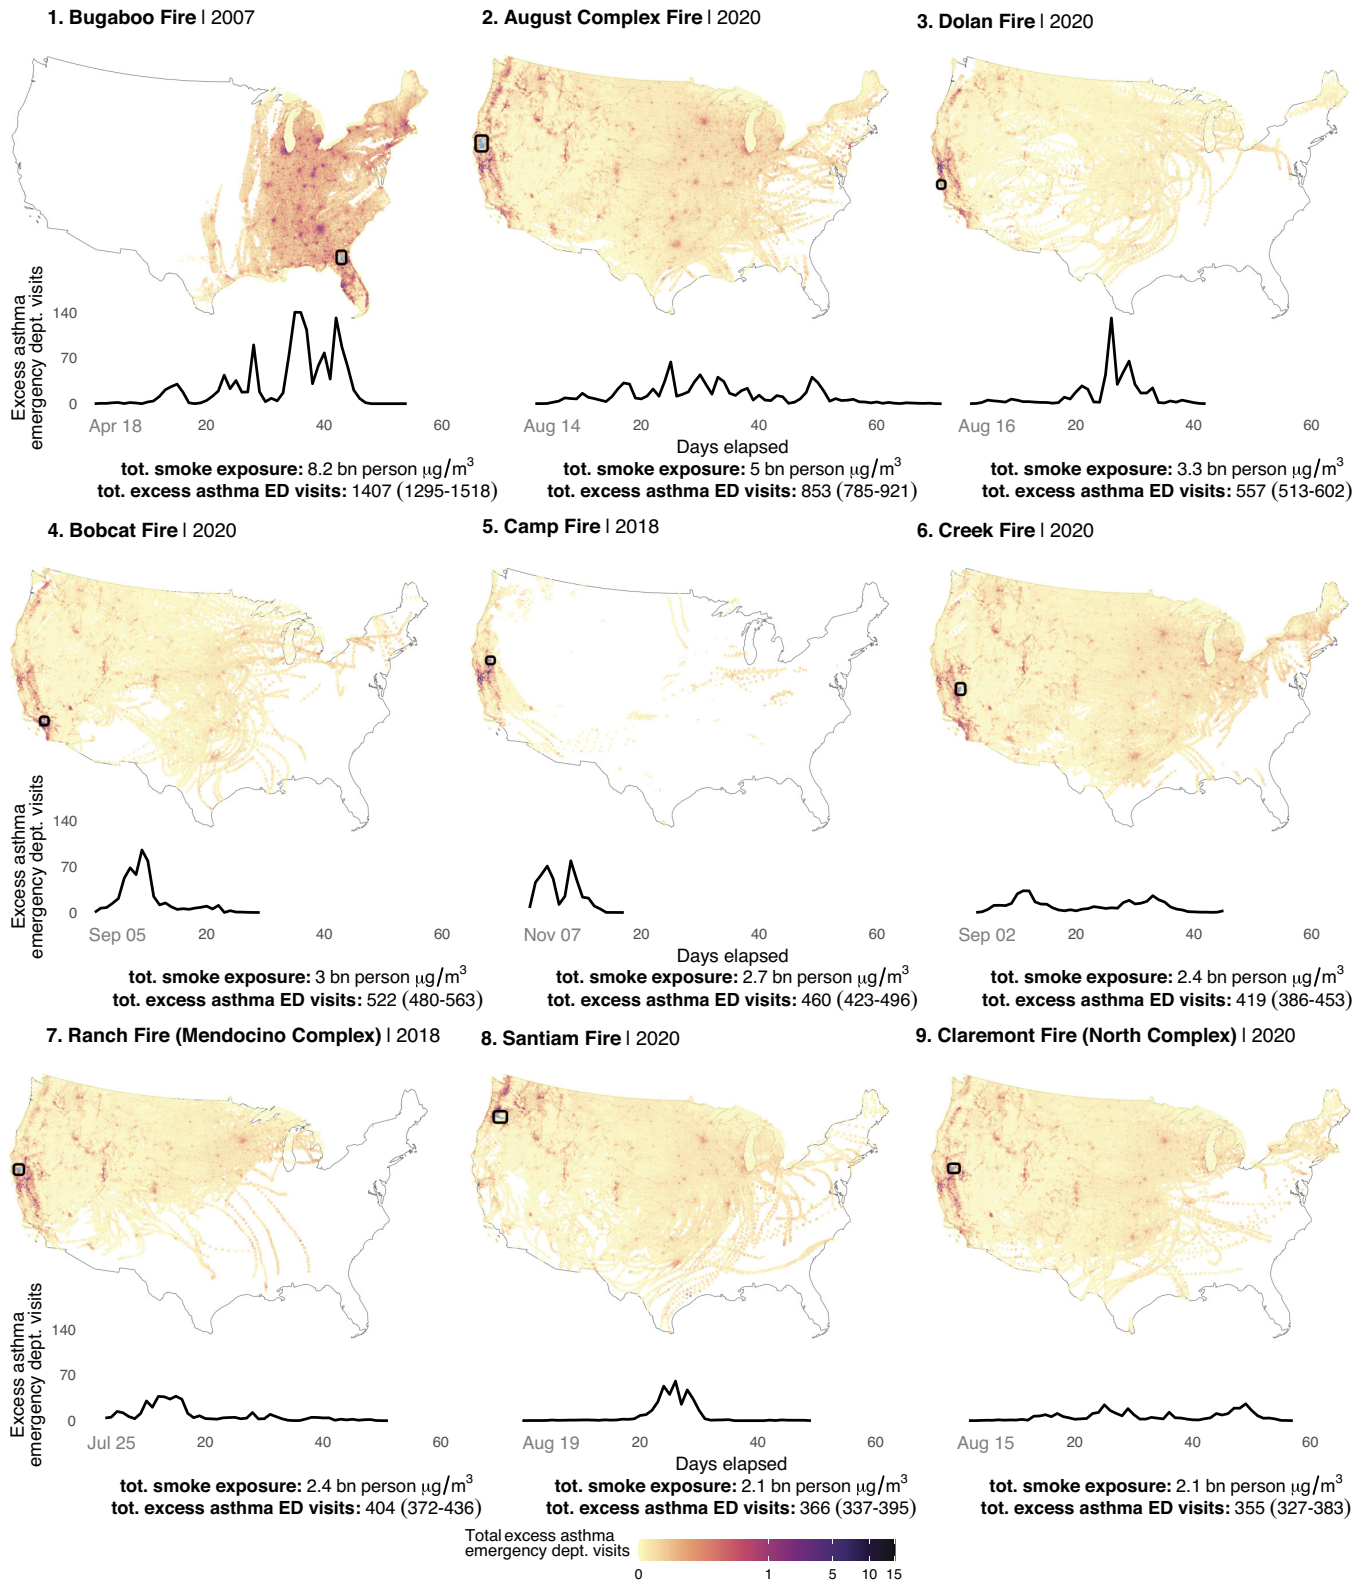 1. Bugaboo Fire | 2007
2. August Complex Fire | 2020
3. Dolan Fire | 2020
Excess asthma
emergency dept. visits
140
70
0
Apr 18
20
40
60
Aug 14
20
40
60
Aug 16
20
40
60
Days elapsed
tot. smoke exposure: 8.2 bn person μg/m³
tot. excess asthma ED visits: 1407 (1295-1518)
tot. smoke exposure: 5 bn person μg/m³
tot. excess asthma ED visits: 853 (785-921)
tot. smoke exposure: 3.3 bn person μg/m³
tot. excess asthma ED visits: 557 (513-602)
4. Bobcat Fire | 2020
5. Camp Fire | 2018
6. Creek Fire | 2020
Excess asthma
emergency dept. visits
140
70
0
Sep 05
20
40
60
Nov 07
20
40
60
Sep 02
20
40
60
Days elapsed
tot. smoke exposure: 3 bn person μg/m³
tot. excess asthma ED visits: 522 (480-563)
tot. smoke exposure: 2.7 bn person μg/m³
tot. excess asthma ED visits: 460 (423-496)
tot. smoke exposure: 2.4 bn person μg/m³
tot. excess asthma ED visits: 419 (386-453)
7. Ranch Fire (Mendocino Complex) | 2018
8. Santiam Fire | 2020
9. Claremont Fire (North Complex) | 2020
Excess asthma
emergency dept. visits
140
70
0
Jul 25
20
40
60
Aug 19
20
40
60
Aug 15
20
40
60
Days elapsed
tot. smoke exposure: 2.4 bn person μg/m³
tot. excess asthma ED visits: 404 (372-436)
tot. smoke exposure: 2.1 bn person μg/m³
tot. excess asthma ED visits: 366 (337-395)
tot. smoke exposure: 2.1 bn person μg/m³
tot. excess asthma ED visits: 355 (327-383)
Total excess asthma
emergency dept. visits
0
1
5
10
15